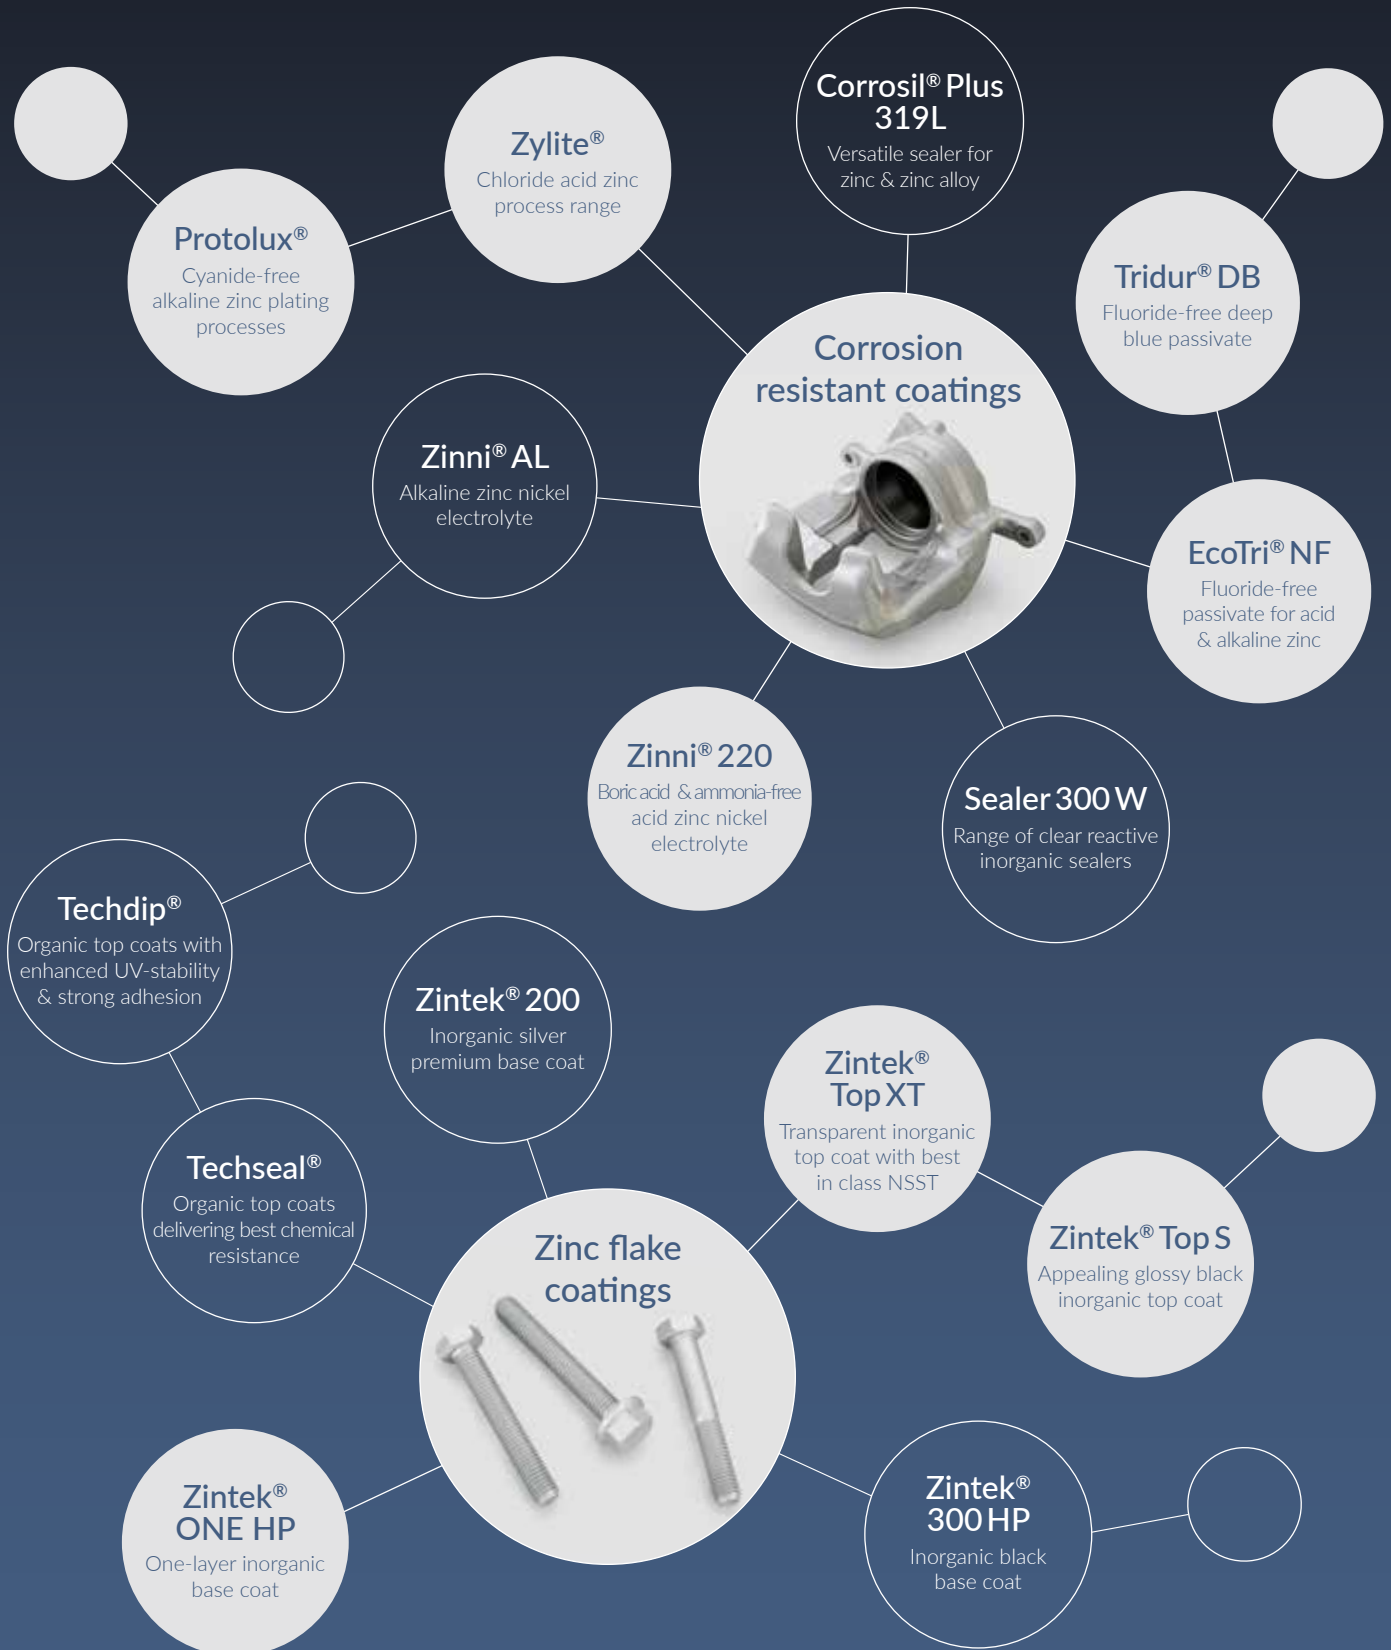 Corrosil® Plus
319L
Versatile sealer for
zinc & zinc alloy
Zylite®
Chloride acid zinc
process range
Protolux®
Cyanide-free
alkaline zinc plating
processes
Tridur® DB
Fluoride-free deep
blue passivate
Corrosion
resistant coatings
Zinni® AL
Alkaline zinc nickel
electrolyte
EcoTri® NF
Fluoride-free
passivate for acid
& alkaline zinc
Zinni® 220
Boric acid & ammonia-free
acid zinc nickel
electrolyte
Sealer 300 W
Range of clear reactive
inorganic sealers
Techdip®
Organic top coats with
enhanced UV-stability
& strong adhesion
Zintek® 200
Inorganic silver
premium base coat
Zintek®
Top XT
Transparent inorganic
top coat with best
in class NSST
Techseal®
Organic top coats
delivering best chemical
resistance
Zinc flake
coatings
Zintek® Top S
Appealing glossy black
inorganic top coat
Zintek®
ONE HP
One-layer inorganic
base coat
Zintek®
300 HP
Inorganic black
base coat